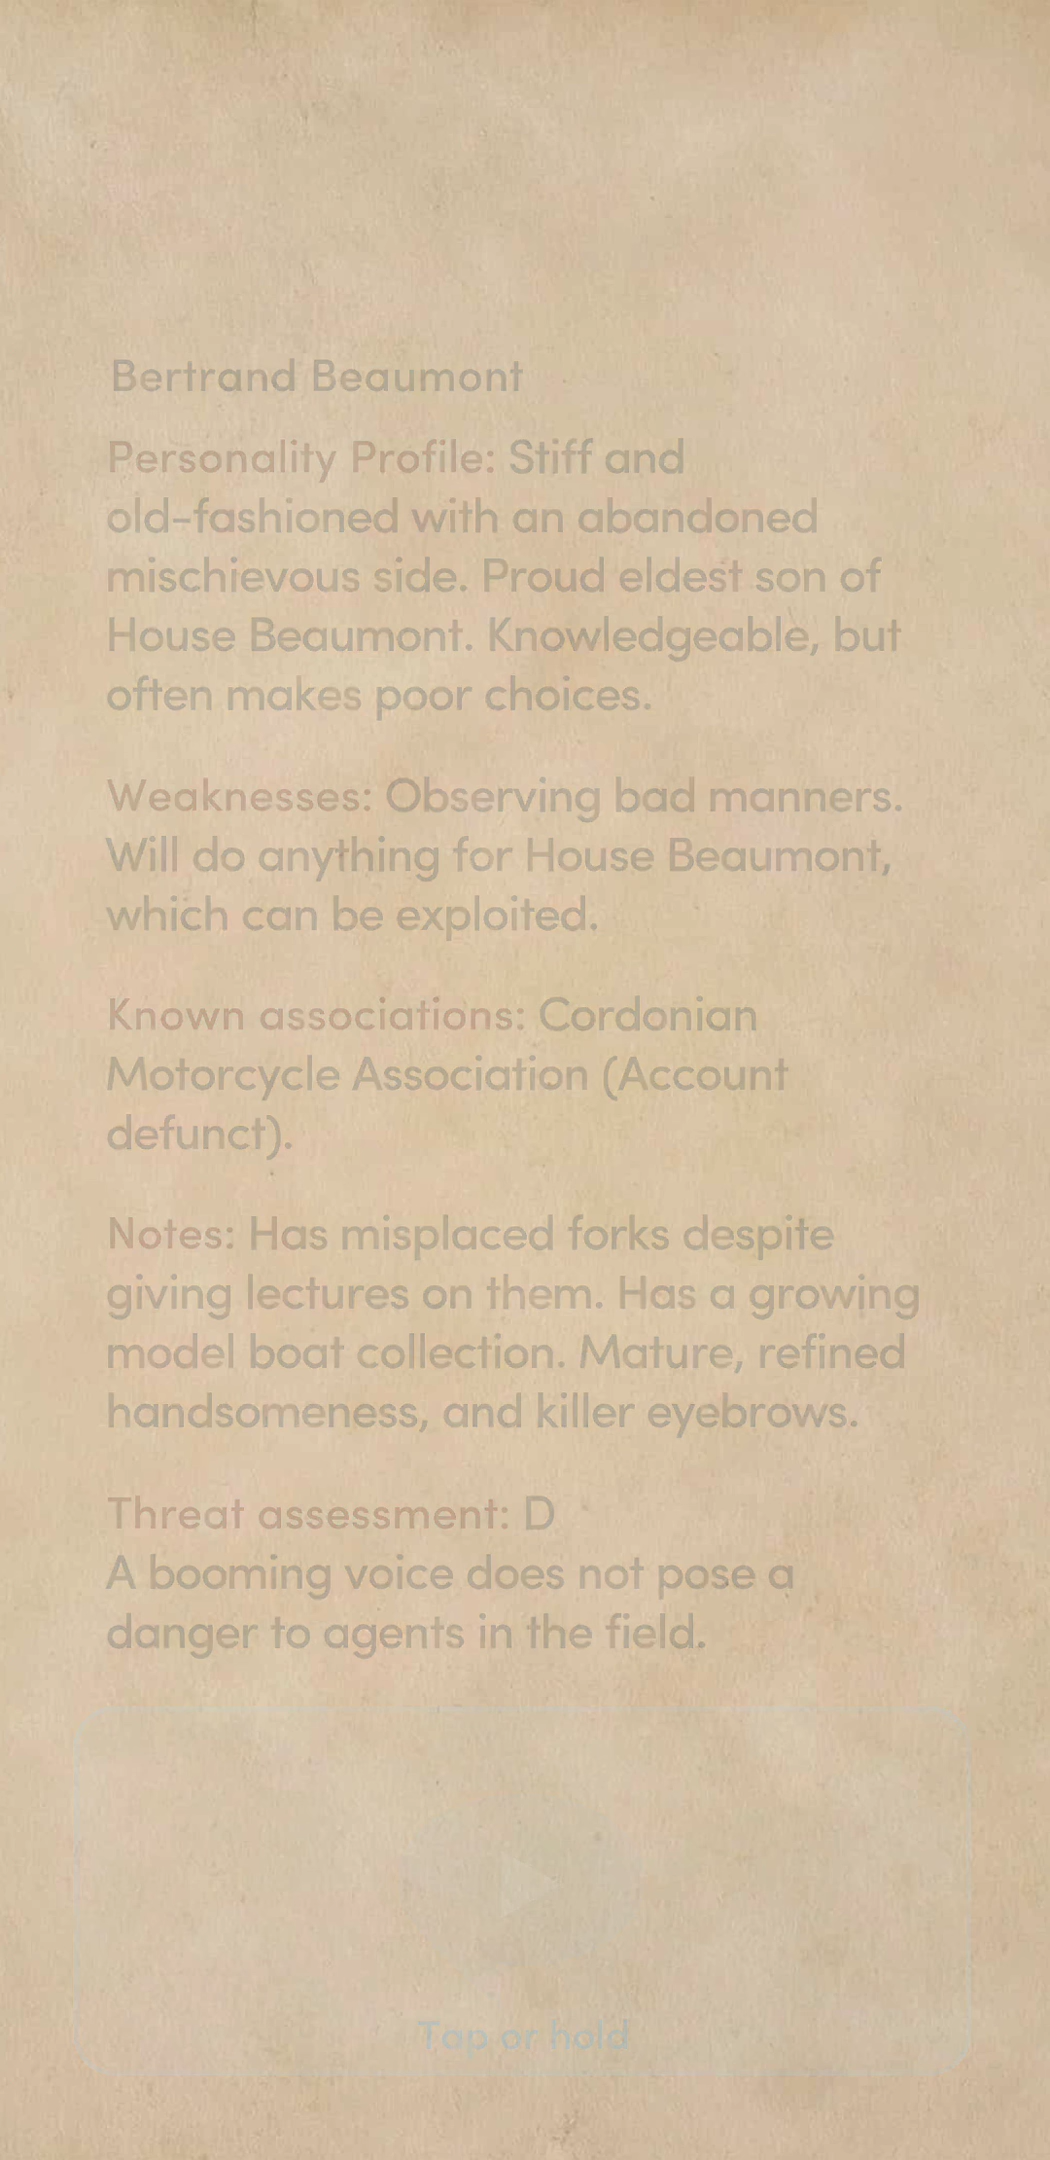 Bertrand Beaumont
Personality Profile: Stiff and
old-fashioned with an abandoned
mischievous side. Proud eldest son of
House Beaumont. Knowledgeable, but
often makes poor choices.
Weaknesses: Observing bad manners.
Will do anything for House Beaumont,
which can be exploited.
Known associations: Cordonian
Motorcycle Association (Account
defunct).
Notes: Has misplaced forks despite
giving lectures on them. Has a growing
model boat collection. Mature, refined
handsomeness, and killer eyebrows.
Threat assessment: D
A booming voice does not pose a
danger to agents in the field.
Tap or hold